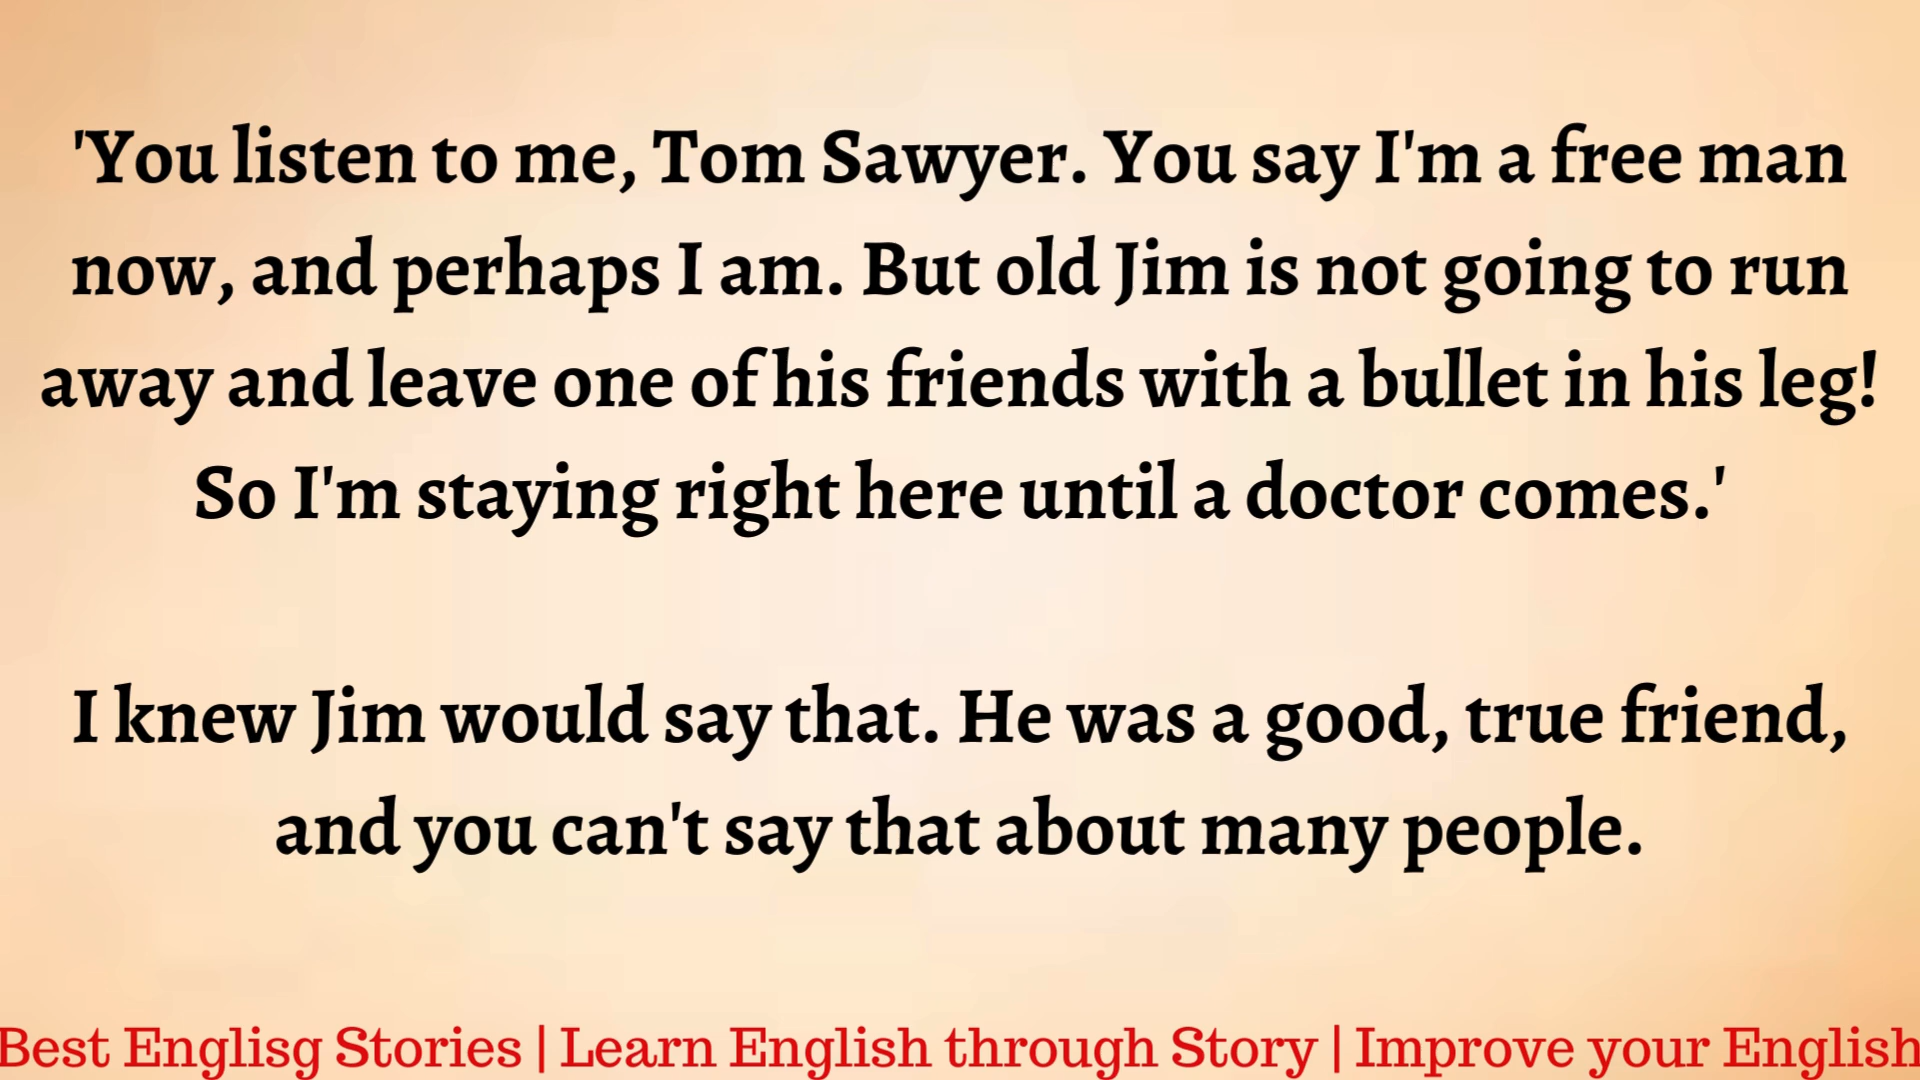 'You listen to me, Tom Sawyer. You say I'm a free man
now, and perhaps I am. But old Jim is not going to run
away and leave one of his friends with a bullet in his leg!
So I'm staying right here until a doctor comes.'
I knew Jim would say that. He was a good, true friend,
and you can't say that about many people.
Best Englisg Stories | Learn English through Story | Improve your English